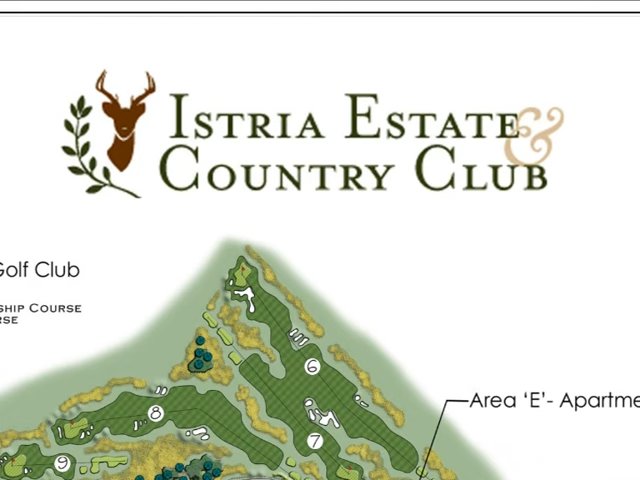 ISTRIA ESTATE &
COUNTRY CLUB
Golf Club
SHIP COURSE
RSE
6
Area ‘E’- Apartme
8
7
9